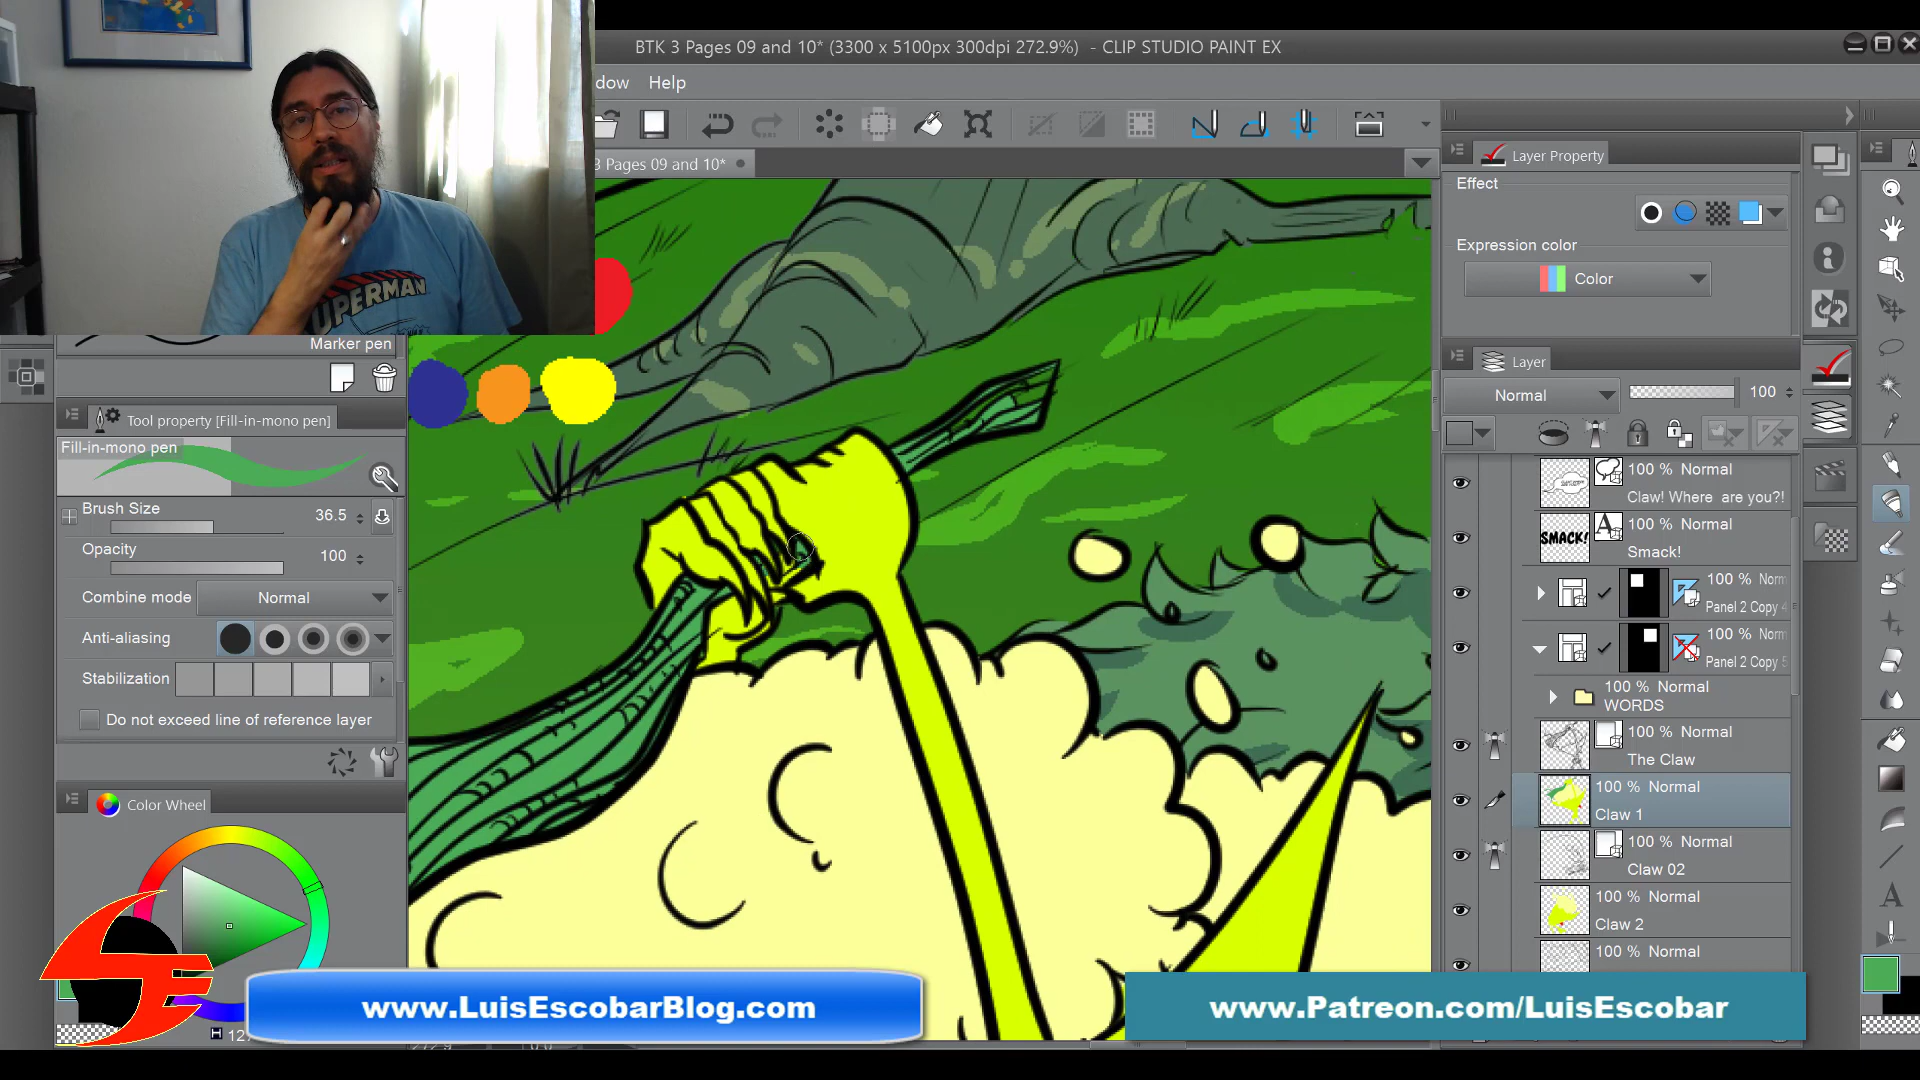 BTK 3 Pages 09 and 10* (3300 x 5100px 300dpi 272.9%) - CLIP STUDIO PAINT EX
dow Help
3 Pages 09 and 10*
SUPERMAN
Marker pen
Tool property [Fill-in-mono pen]
Fill-in-mono pen
Brush Size 36.5
Opacity 100
Combine mode Normal
Anti-aliasing
Stabilization
Do not exceed line of reference layer
Color Wheel
H 12
Layer Property
Effect
Expression color
Color
Layer
Normal 100
100 % Normal
Claw! Where are you?!
SMACK!
100 % Normal
Smack!
100 % Norm
Panel 2 Copy 4
100 % Norm
Panel 2 Copy 5
100 % Normal
WORDS
100 % Normal
The Claw
100 % Normal
Claw 1
100 % Normal
Claw 02
100 % Normal
Claw 2
100 % Normal
www.LuisEscobarBlog.com
www.Patreon.com/LuisEscobar